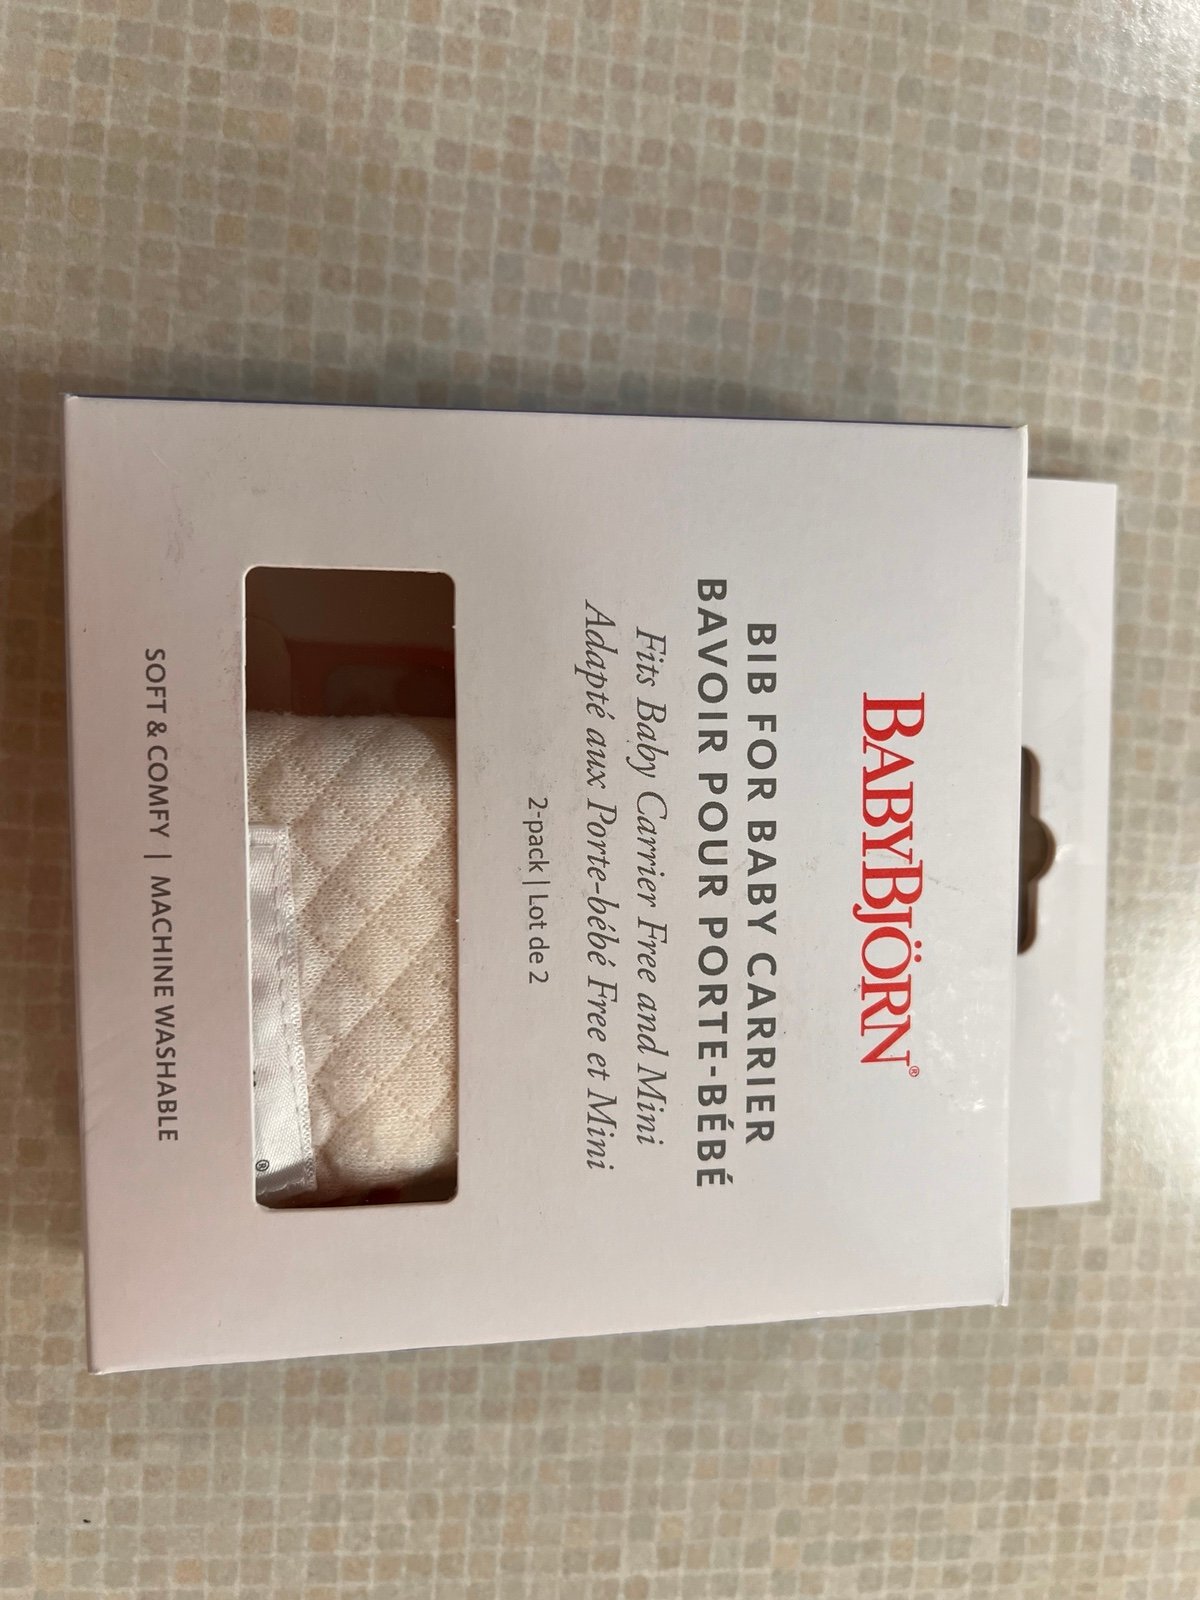 BABYBJÖRN®
BIB FOR BABY CARRIER
BAVOIR POUR PORTE-BÉBÉ
Fits Baby Carrier Free and Mini
Adapté aux Porte-bébé Free et Mini
2-pack | Lot de 2
®
SOFT & COMFY | MACHINE WASHABLE